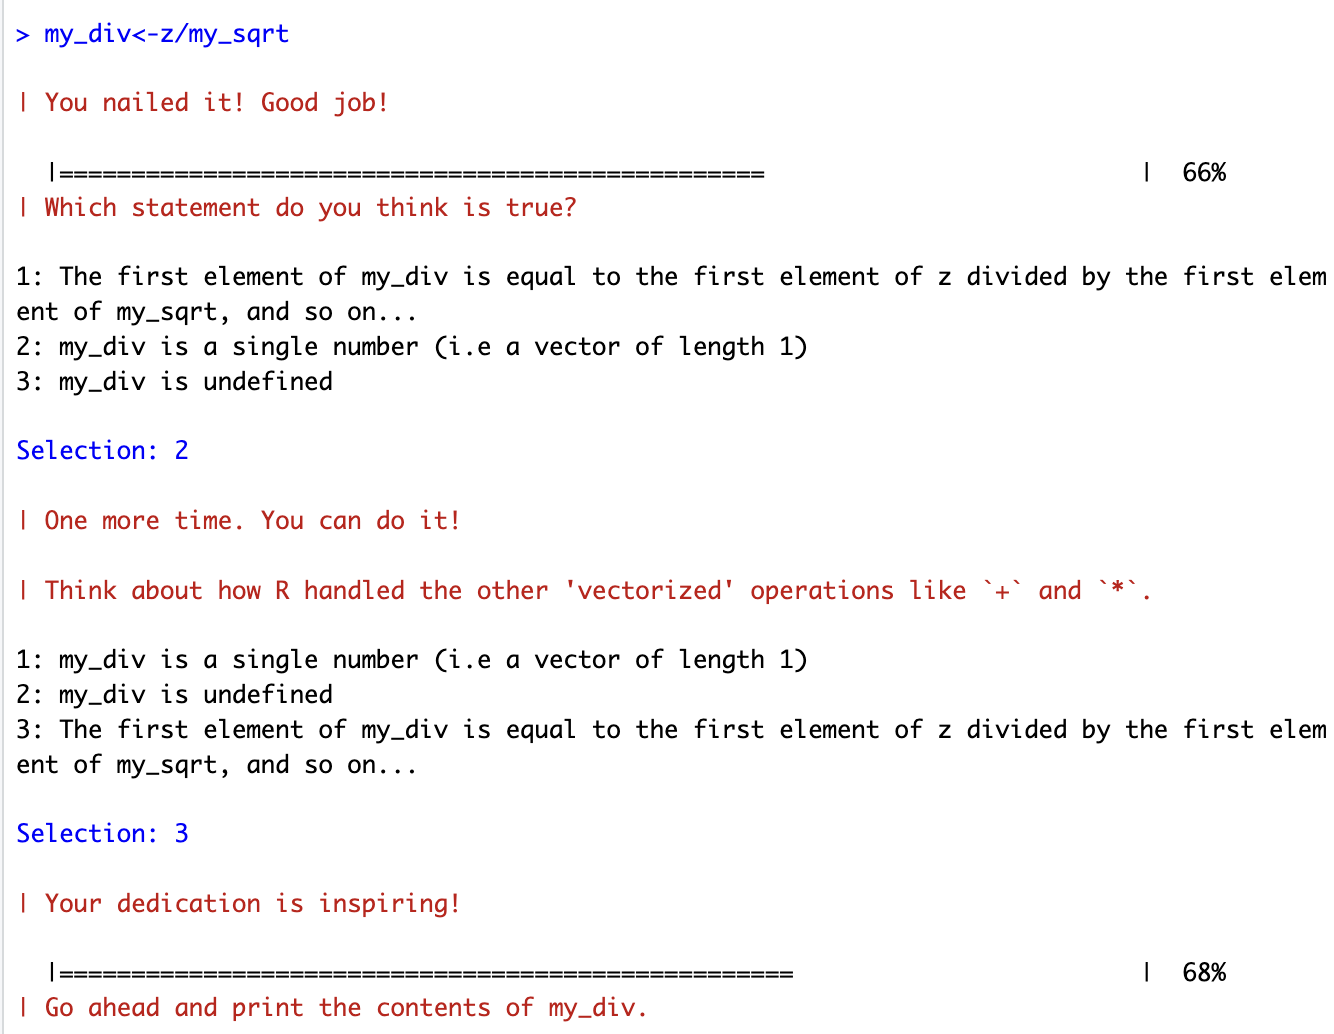 > my_div<-z/my_sqrt
| You nailed it! Good job!
|================================================= | 66%
| Which statement do you think is true?
1: The first element of my_div is equal to the first element of z divided by the first elem
ent of my_sqrt, and so on...
2: my_div is a single number (i.e a vector of length 1)
3: my_div is undefined
Selection: 2
| One more time. You can do it!
| Think about how R handled the other 'vectorized' operations like `+` and `*`.
1: my_div is a single number (i.e a vector of length 1)
2: my_div is undefined
3: The first element of my_div is equal to the first element of z divided by the first elem
ent of my_sqrt, and so on...
Selection: 3
| Your dedication is inspiring!
|=================================================== | 68%
| Go ahead and print the contents of my_div.